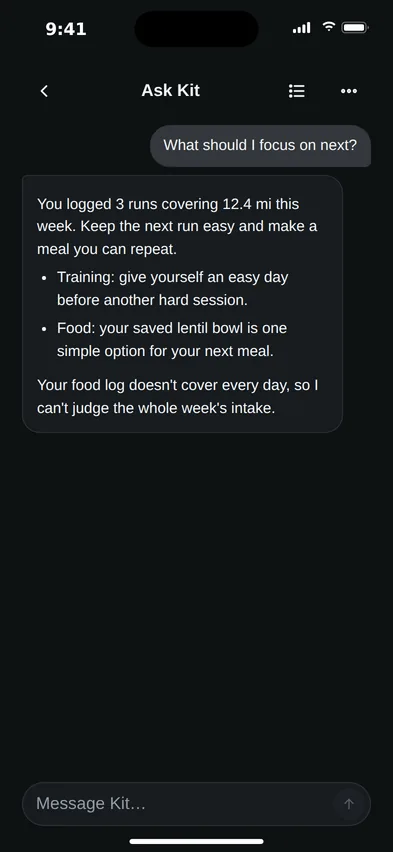 9:41
Ask Kit
What should I focus on next?
You logged 3 runs covering 12.4 mi this
week. Keep the next run easy and make a
meal you can repeat.
• Training: give yourself an easy day
before another hard session.
• Food: your saved lentil bowl is one
simple option for your next meal.
Your food log doesn't cover every day, so I
can't judge the whole week's intake.
Message Kit…